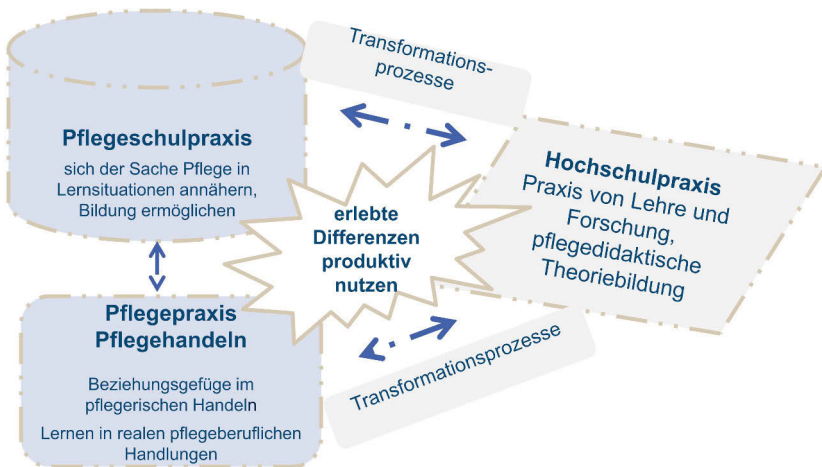 Transformations-
prozesse
Pflegeschulpraxis
sich der Sache Pflege in
Lernsituationen annähern,
Bildung ermöglichen
Hochschulpraxis
Praxis von Lehre und
Forschung,
pflegedidaktische
Theoriebildung
erlebte
Differenzen
produktiv
nutzen
Pflegepraxis
Pflegehandeln
Beziehungsgefüge im
pflegerischen Handeln
Lernen in realen pflegeberuflichen
Handlungen
Transformationsprozesse